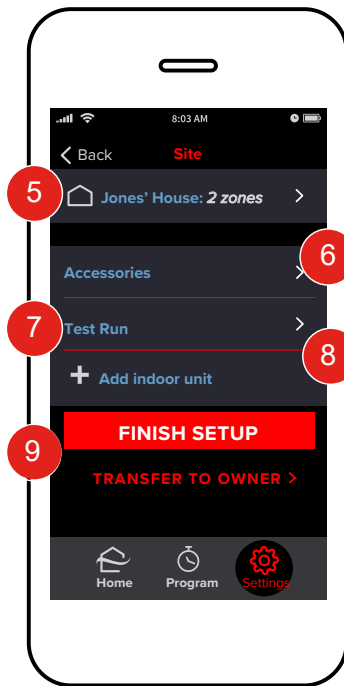 8:03 AM
Back Site
5
Jones’ House: 2 zones
6
Accessories
7
Test Run
8
+ Add indoor unit
FINISH SETUP
9
TRANSFER TO OWNER >
Home Program Settings